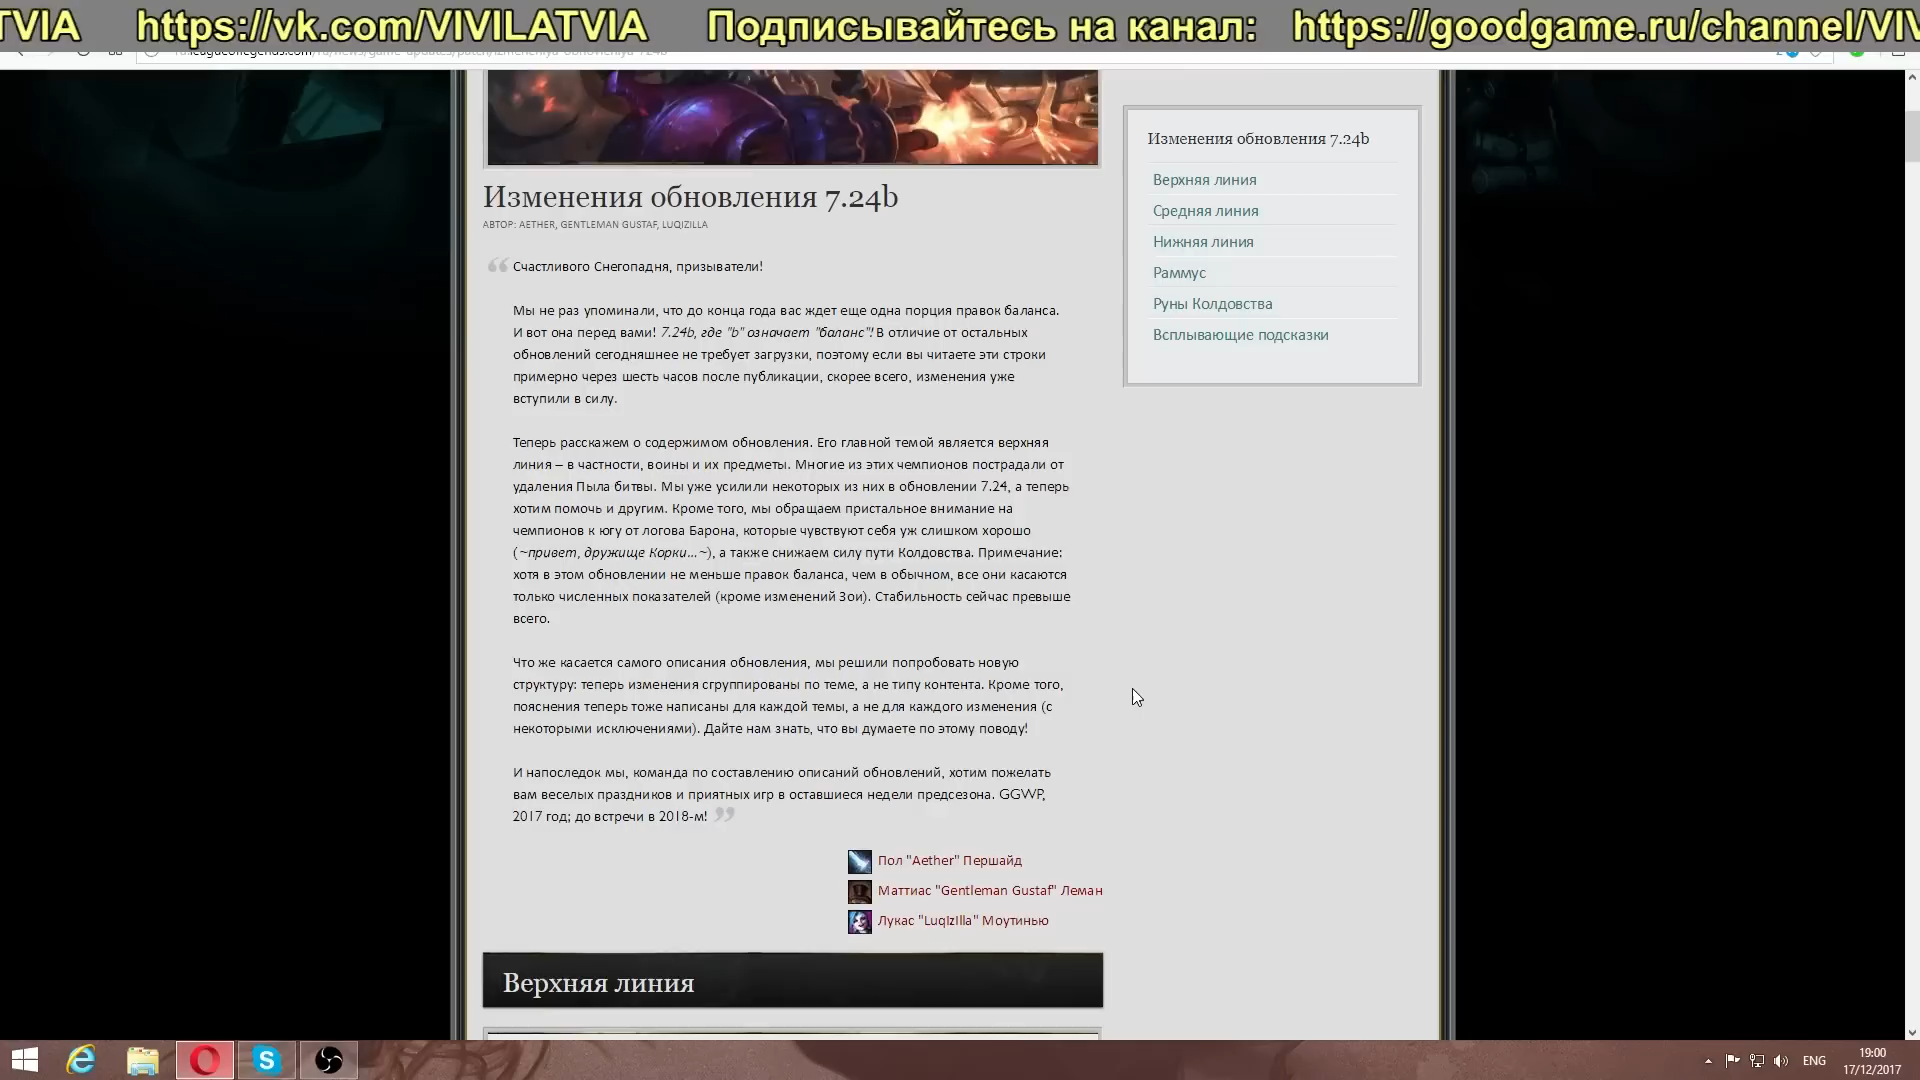 TVIA https://vk.com/VIVILATVIA Подписывайтесь на канал: https://goodgame.ru/channel/VIV
Изменения обновления 7.24b
АВТОР: AETHER, GENTLEMAN GUSTAF, LUQIZILLA
Счастливого Снегопадня, призыватели!
Мы не раз упоминали, что до конца года вас ждет еще одна порция правок баланса.
И вот она перед вами! 7.24b, где "b" означает "баланс"! В отличие от остальных
обновлений сегодняшнее не требует загрузки, поэтому если вы читаете эти строки
примерно через шесть часов после публикации, скорее всего, изменения уже
вступили в силу.
Теперь расскажем о содержимом обновления. Его главной темой является верхняя
линия – в частности, воины и их предметы. Многие из этих чемпионов пострадали от
удаления Пыла битвы. Мы уже усилили некоторых из них в обновлении 7.24, а теперь
хотим помочь и другим. Кроме того, мы обращаем пристальное внимание на
чемпионов к югу от логова Барона, которые чувствуют себя уж слишком хорошо
(~привет, дружище Корки...~), а также снижаем силу пути Колдовства. Примечание:
хотя в этом обновлении не меньше правок баланса, чем в обычном, все они касаются
только численных показателей (кроме изменений Зои). Стабильность сейчас превыше
всего.
Что же касается самого описания обновления, мы решили попробовать новую
структуру: теперь изменения сгруппированы по теме, а не типу контента. Кроме того,
пояснения теперь тоже написаны для каждой темы, а не для каждого изменения (с
некоторыми исключениями). Дайте нам знать, что вы думаете по этому поводу!
И напоследок мы, команда по составлению описаний обновлений, хотим пожелать
вам веселых праздников и приятных игр в оставшиеся недели предсезона. GGWP,
2017 год; до встречи в 2018-м!
Пол "Aether" Першайд
Маттиас "Gentleman Gustaf" Леман
Лукас "Luqizilla" Моутинью
Верхняя линия
Изменения обновления 7.24b
Верхняя линия
Средняя линия
Нижняя линия
Раммус
Руны Колдовства
Всплывающие подсказки
ENG
19:00
17/12/2017